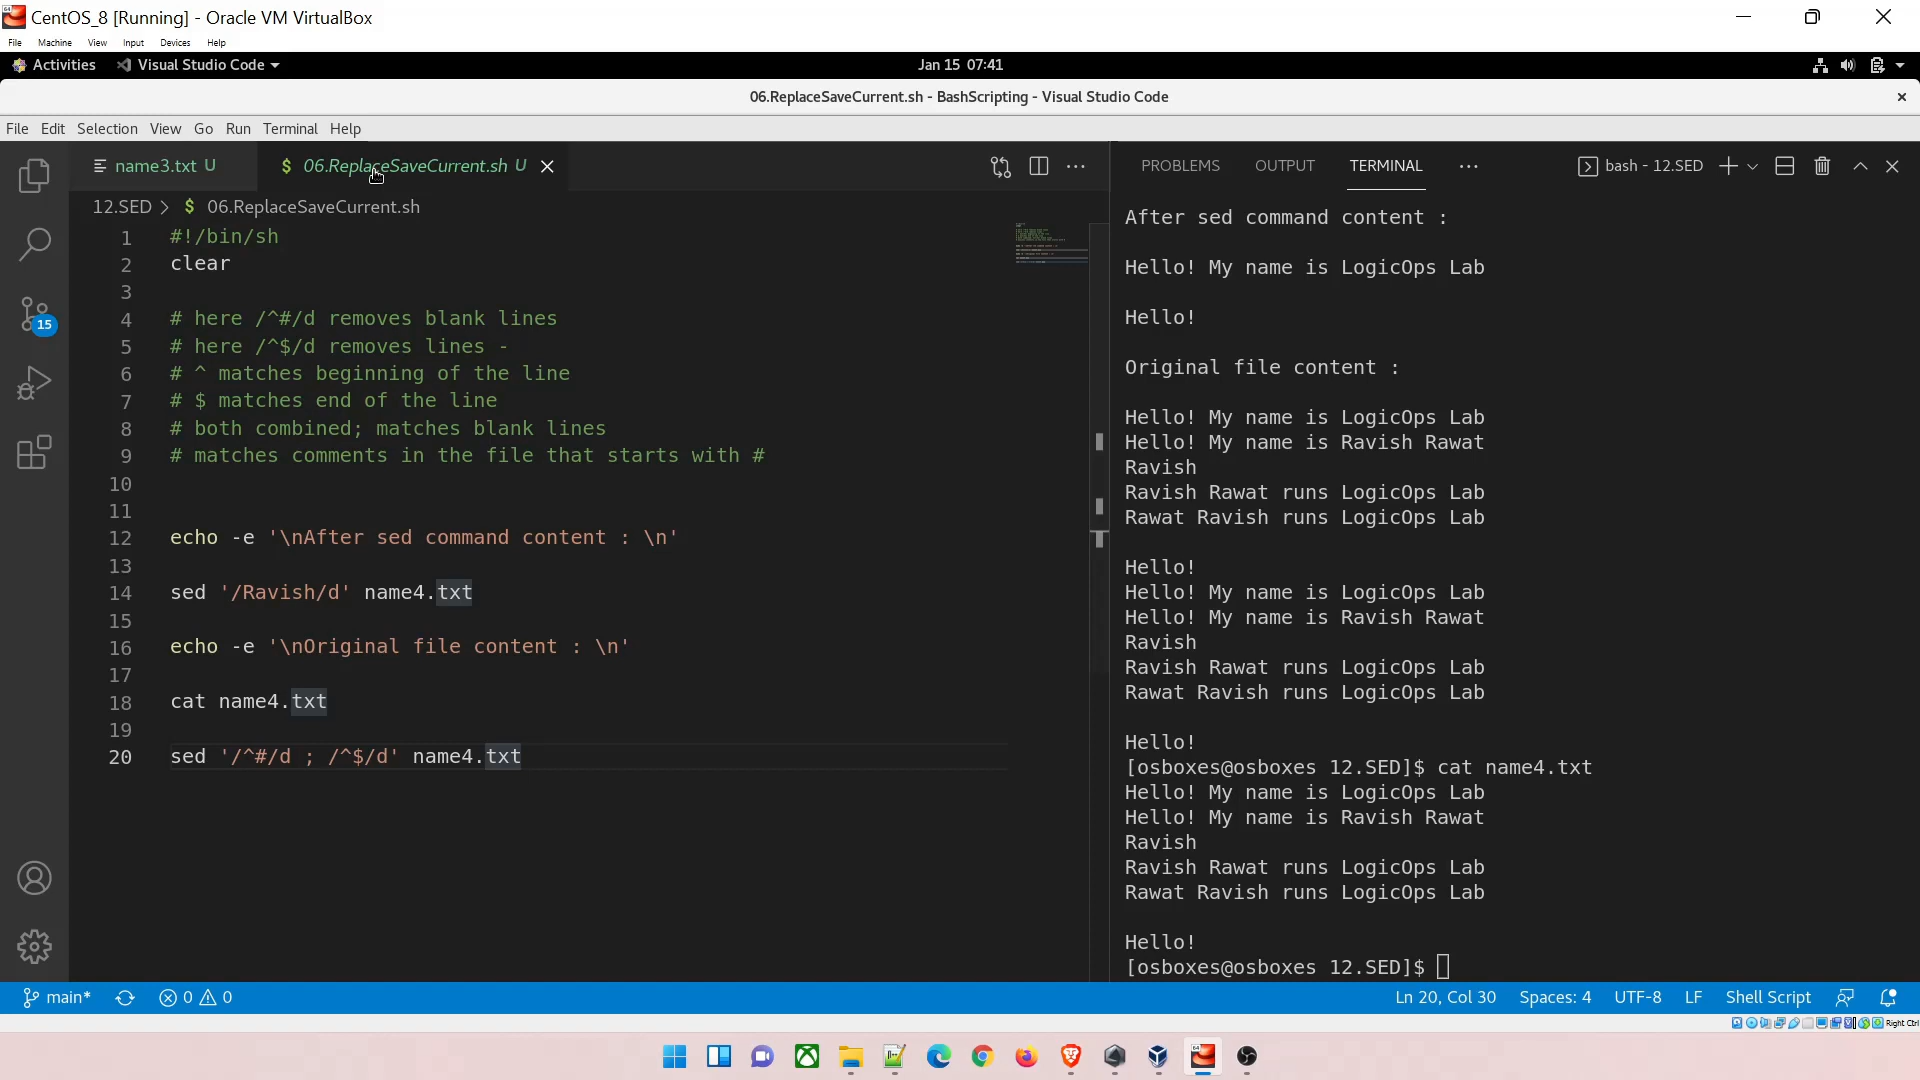 CentOS_8 [Running] - Oracle VM VirtualBox
File Machine View Input Devices Help
Activities Visual Studio Code Jan 15 07:41
06.ReplaceSaveCurrent.sh - BashScripting - Visual Studio Code
File Edit Selection View Go Run Terminal Help
name3.txt U $ 06.ReplaceSaveCurrent.sh U
12.SED > $ 06.ReplaceSaveCurrent.sh
1 #!/bin/sh
2 clear
3
4 # here /^#/d removes blank lines
5 # here /^$/d removes lines -
6 # ^ matches beginning of the line
7 # $ matches end of the line
8 # both combined; matches blank lines
9 # matches comments in the file that starts with #
10
11
12 echo -e '\nAfter sed command content : \n'
13
14 sed '/Ravish/d' name4.txt
15
16 echo -e '\nOriginal file content : \n'
17
18 cat name4.txt
19
20 sed '/^#/d ; /^$/d' name4.txt
15
PROBLEMS OUTPUT TERMINAL bash - 12.SED
After sed command content :
Hello! My name is LogicOps Lab
Hello!
Original file content :
Hello! My name is LogicOps Lab
Hello! My name is Ravish Rawat
Ravish
Ravish Rawat runs LogicOps Lab
Rawat Ravish runs LogicOps Lab
Hello!
Hello! My name is LogicOps Lab
Hello! My name is Ravish Rawat
Ravish
Ravish Rawat runs LogicOps Lab
Rawat Ravish runs LogicOps Lab
Hello!
[osboxes@osboxes 12.SED]$ cat name4.txt
Hello! My name is LogicOps Lab
Hello! My name is Ravish Rawat
Ravish
Ravish Rawat runs LogicOps Lab
Rawat Ravish runs LogicOps Lab
Hello!
[osboxes@osboxes 12.SED]$
main* 0 0 Ln 20, Col 30 Spaces: 4 UTF-8 LF Shell Script
Right Ctrl